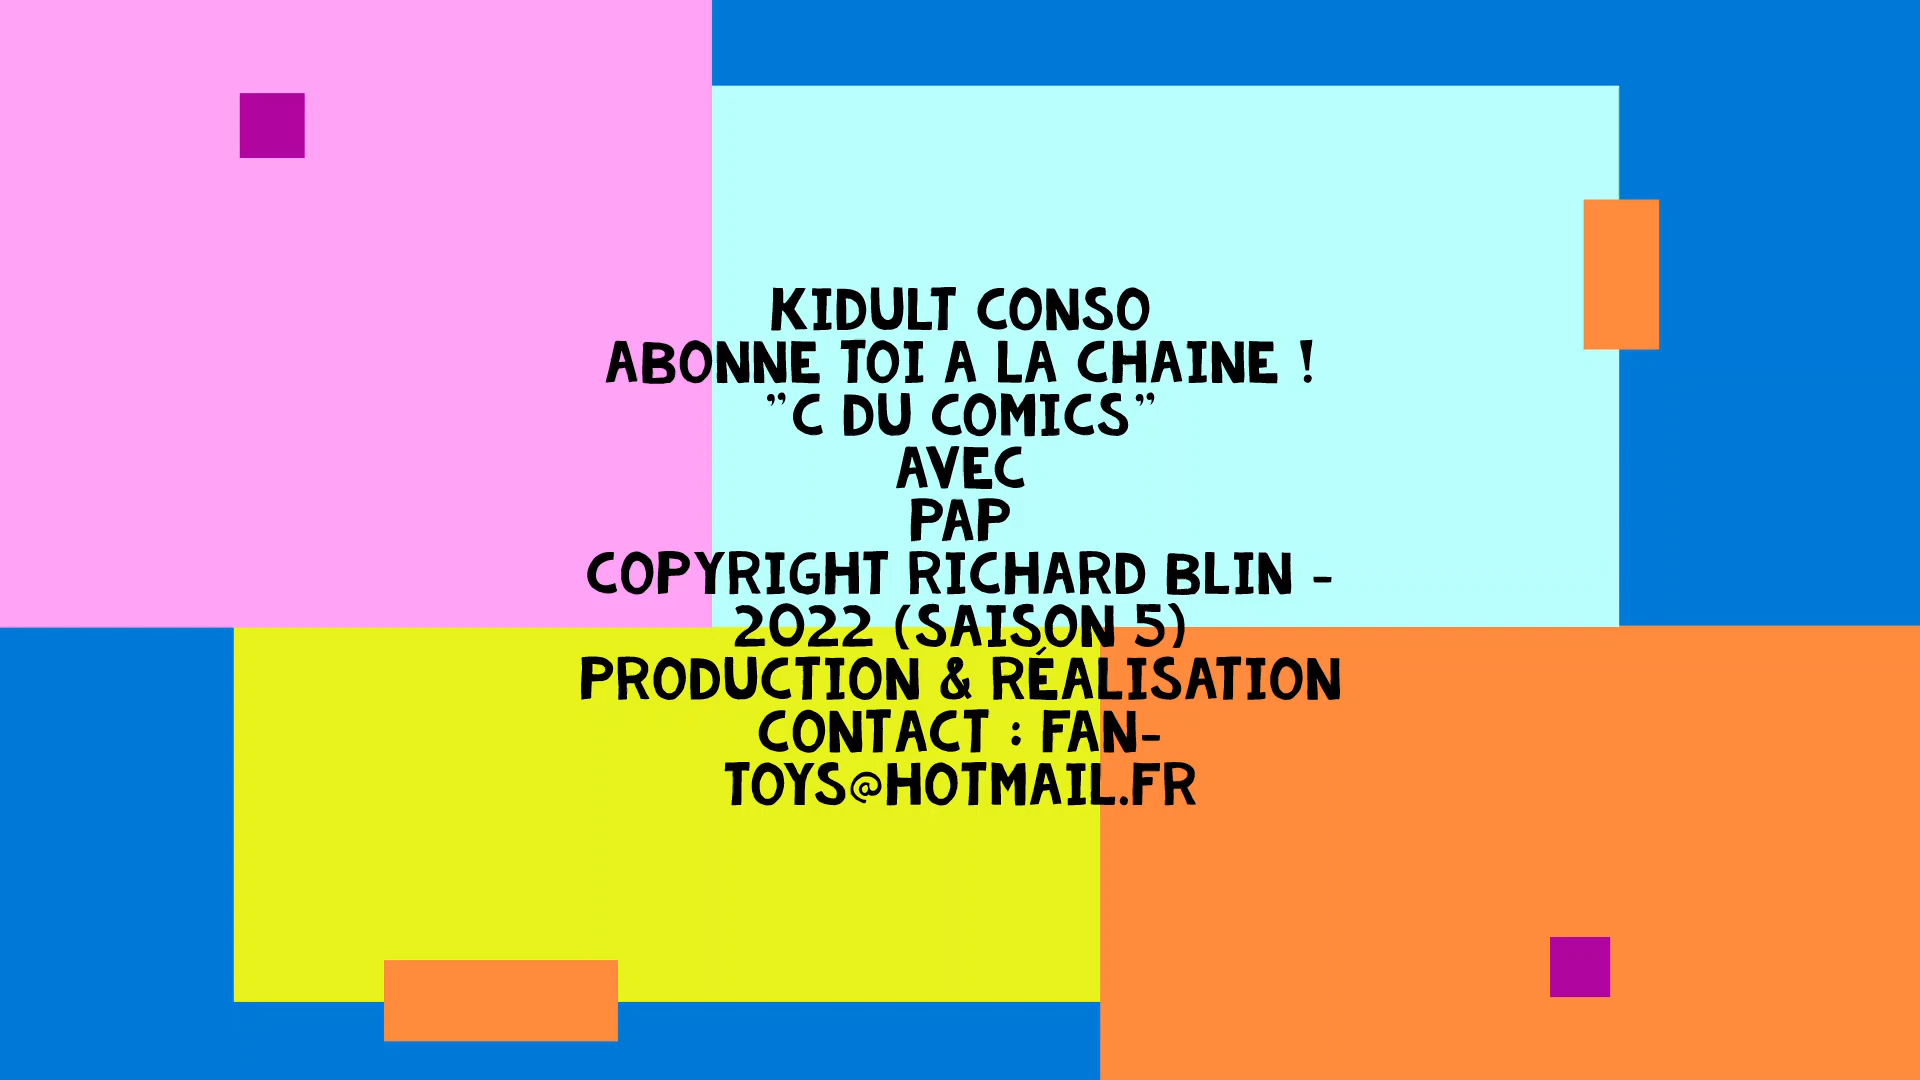 KIDULT CONSO
ABONNE TOI A LA CHAINE !
"C DU COMICS"
AVEC
PAP
COPYRIGHT RICHARD BLIN -
2022 (SAISON 5)
PRODUCTION & RÉALISATION
CONTACT : FAN-
TOYS@HOTMAIL.FR